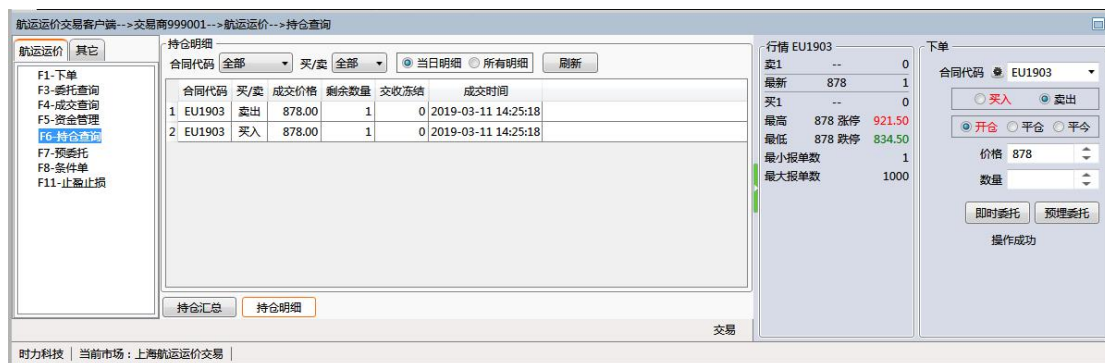 航运运价交易客户端-->交易商999001-->航运运价-->持仓查询
航运运价 其它
F1-下单
F3-委托查询
F4-成交查询
F5-资金管理
F6-持仓查询
F7-预委托
F8-条件单
F11-止盈止损
持仓明细
合同代码 全部 买/卖 全部 当日明细 所有明细 刷新
合同代码 买/卖 成交价格 剩余数量 交收冻结 成交时间
1 EU1903 卖出 878.00 1 0 2019-03-11 14:25:18
2 EU1903 买入 878.00 1 0 2019-03-11 14:25:18
持仓汇总 持仓明细
交易
行情 EU1903
卖1 -- 0
最新 878 1
买1 -- 0
最高 878 涨停 921.50
最低 878 跌停 834.50
最小报单数 1
最大报单数 1000
下单
合同代码 EU1903
买入 卖出
开仓 平仓 平今
价格 878
数量
即时委托 预埋委托
操作成功
时力科技 当前市场：上海航运运价交易